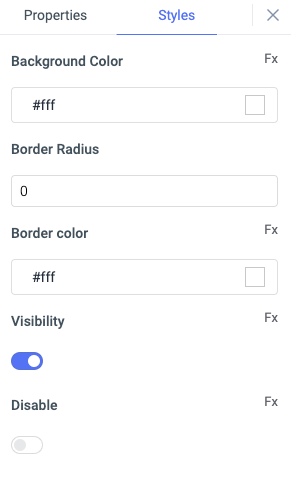 Properties Styles
Background Color Fx
#fff
Border Radius
0
Border color Fx
#fff
Visibility Fx
Disable Fx